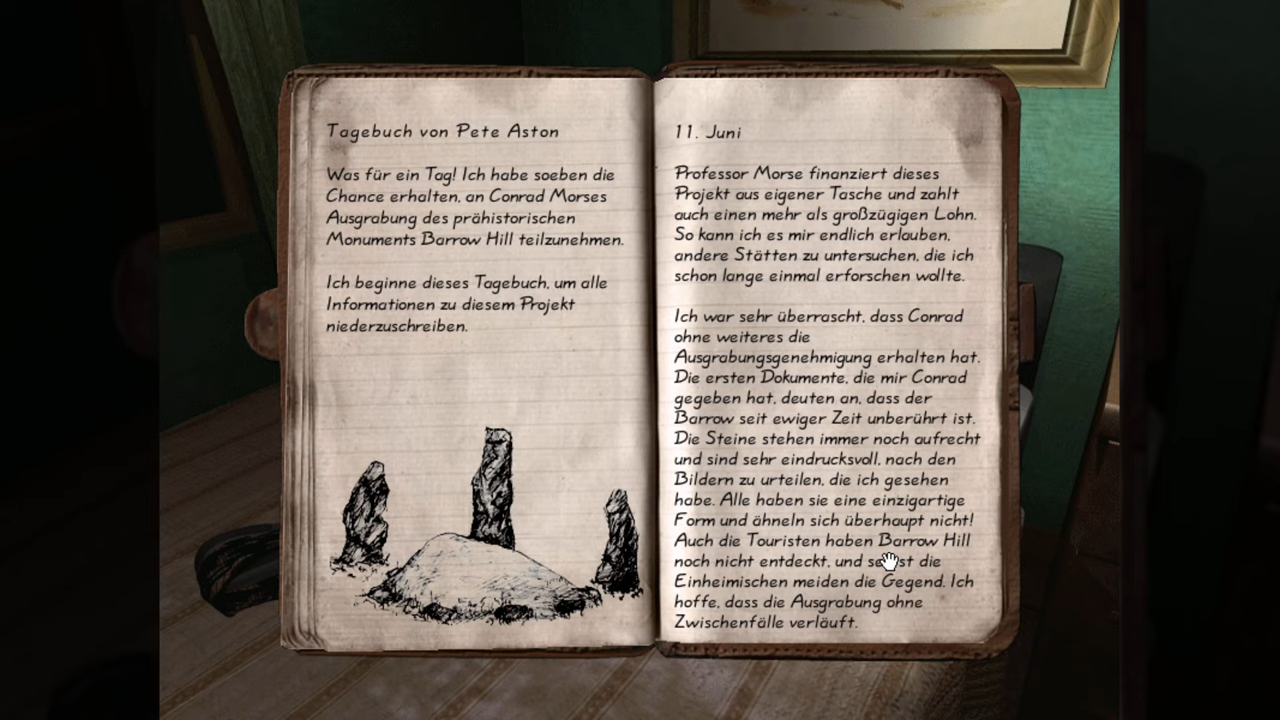 Tagebuch von Pete Aston
Was für ein Tag! Ich habe soeben die
Chance erhalten, an Conrad Morses
Ausgrabung des prähistorischen
Monuments Barrow Hill teilzunehmen.
Ich beginne dieses Tagebuch, um alle
Informationen zu diesem Projekt
niederzuschreiben.
11. Juni
Professor Morse finanziert dieses
Projekt aus eigener Tasche und zahlt
auch einen mehr als großzügigen Lohn.
So kann ich es mir endlich erlauben,
andere Stätten zu untersuchen, die ich
schon lange einmal erforschen wollte.
Ich war sehr überrascht, dass Conrad
ohne weiteres die
Ausgrabungsgenehmigung erhalten hat.
Die ersten Dokumente, die mir Conrad
gegeben hat, deuten an, dass der
Barrow seit ewiger Zeit unberührt ist.
Die Steine stehen immer noch aufrecht
und sind sehr eindrucksvoll, nach den
Bildern zu urteilen, die ich gesehen
habe. Alle haben sie eine einzigartige
Form und ähneln sich überhaupt nicht!
Auch die Touristen haben Barrow Hill
noch nicht entdeckt, und selbst die
Einheimischen meiden die Gegend. Ich
hoffe, dass die Ausgrabung ohne
Zwischenfälle verläuft.